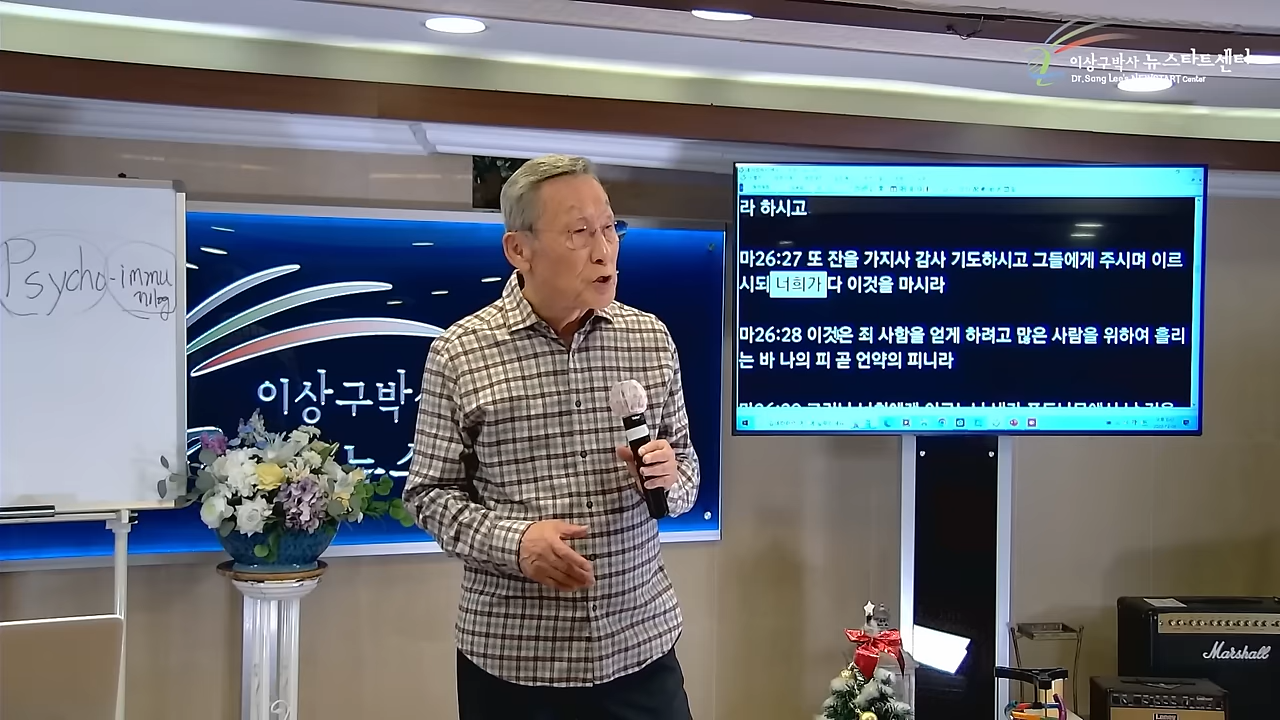 이상구박사 뉴스타트센터
Dr. Sang Lee's NEWSTART Center
Psycho-immu
이상구박사
뉴스
라 하시고
마26:27 또 잔을 가지사 감사 기도하시고 그들에게 주시며 이르
시되 너희가 다 이것을 마시라
마26:28 이것은 죄 사함을 얻게 하려고 많은 사람을 위하여 흘리
는 바 나의 피 곧 언약의 피니라
Marshall
Laney